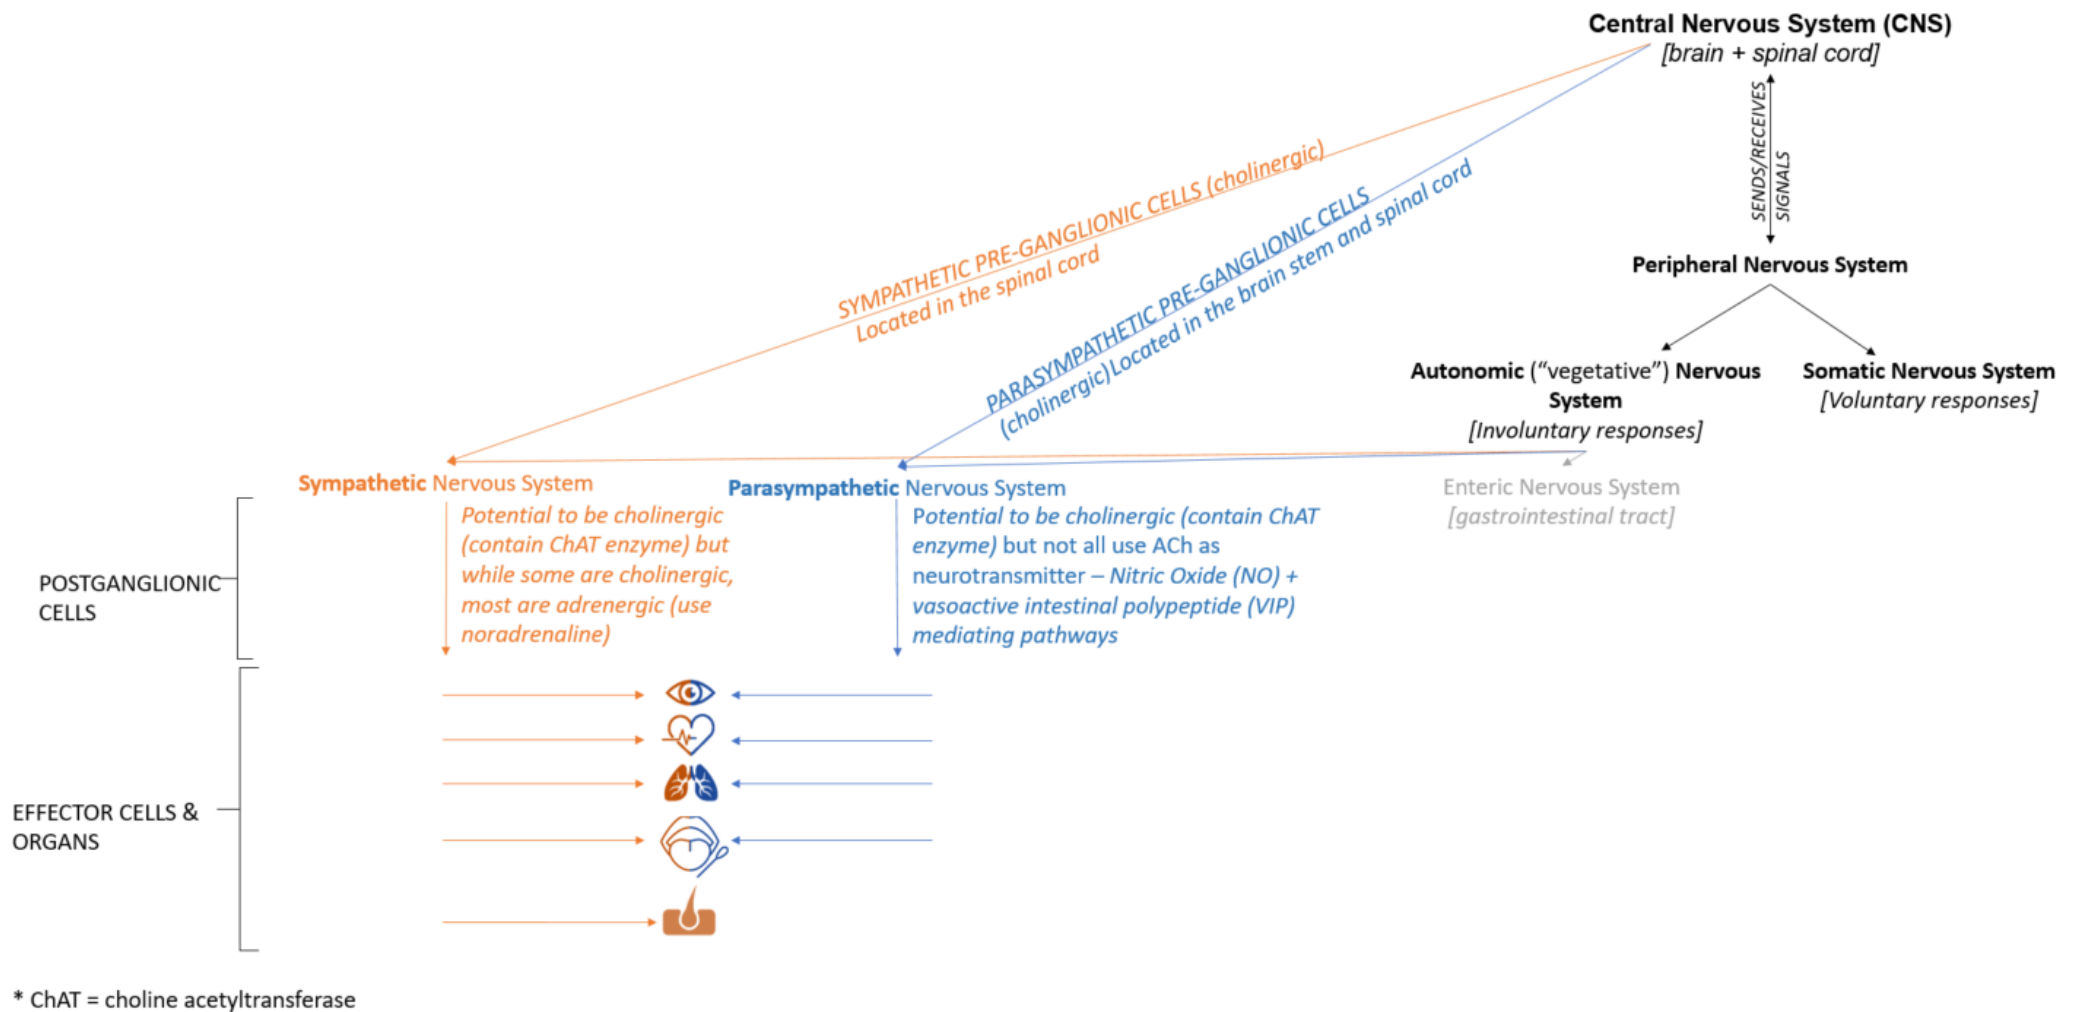 Central Nervous System (CNS)
[brain + spinal cord]
SENDS/RECEIVES
SIGNALS
Peripheral Nervous System
Autonomic (“vegetative”) Nervous
System
[Involuntary responses]
Somatic Nervous System
[Voluntary responses]
SYMPATHETIC PRE-GANGLIONIC CELLS (cholinergic)
Located in the spinal cord
PARASYMPATHETIC PRE-GANGLIONIC CELLS
(cholinergic)Located in the brain stem and spinal cord
Sympathetic Nervous System
Parasympathetic Nervous System
Enteric Nervous System
[gastrointestinal tract]
POSTGANGLIONIC
CELLS
Potential to be cholinergic
(contain ChAT enzyme) but
while some are cholinergic,
most are adrenergic (use
noradrenaline)
Potential to be cholinergic (contain ChAT
enzyme) but not all use ACh as
neurotransmitter – Nitric Oxide (NO) +
vasoactive intestinal polypeptide (VIP)
mediating pathways
EFFECTOR CELLS &
ORGANS
* ChAT = choline acetyltransferase